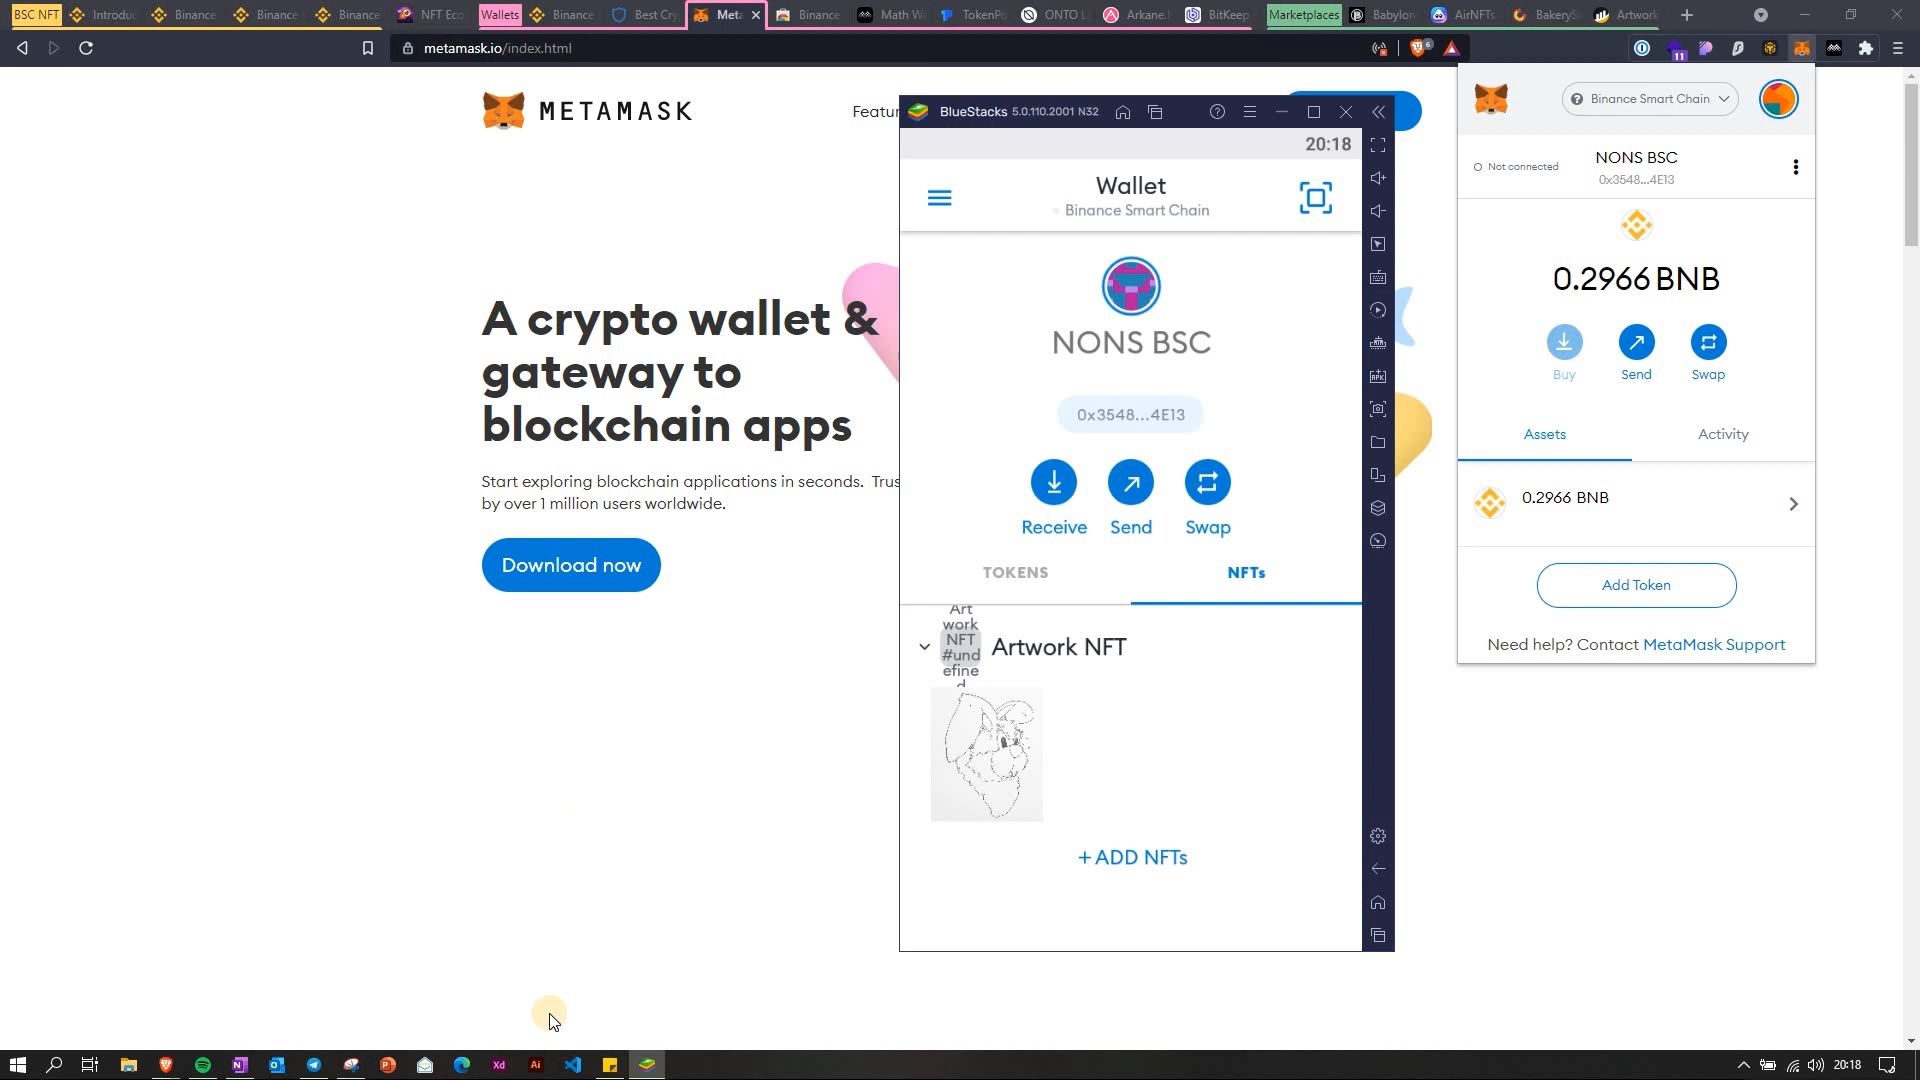 BSC NFT
Introduc
Binance
Binance
Binance
NFT Eco
Wallets
Binance
Best Cry
Meta
Binance
Math W
TokenPo
ONTO
Arkane.
BitKeep
Marketplaces
Babylon
AirNFTs
BakeryS
Artwork
metamask.io/index.html
6
11
METAMASK
Featur
A crypto wallet &
gateway to
blockchain apps
Start exploring blockchain applications in seconds. Trus
by over 1 million users worldwide.
Download now
BlueStacks 5.0.110.2001 N32
20:18
Wallet
Binance Smart Chain
NONS BSC
0x3548...4E13
Receive
Send
Swap
TOKENS
NFTs
Art
work
NFT
#und
efine
d
Artwork NFT
+ ADD NFTs
APK
Binance Smart Chain
Not connected
NONS BSC
0x3548...4E13
0.2966 BNB
Buy
Send
Swap
Assets
Activity
0.2966 BNB
Add Token
Need help? Contact MetaMask Support
Xd
Ai
20:18